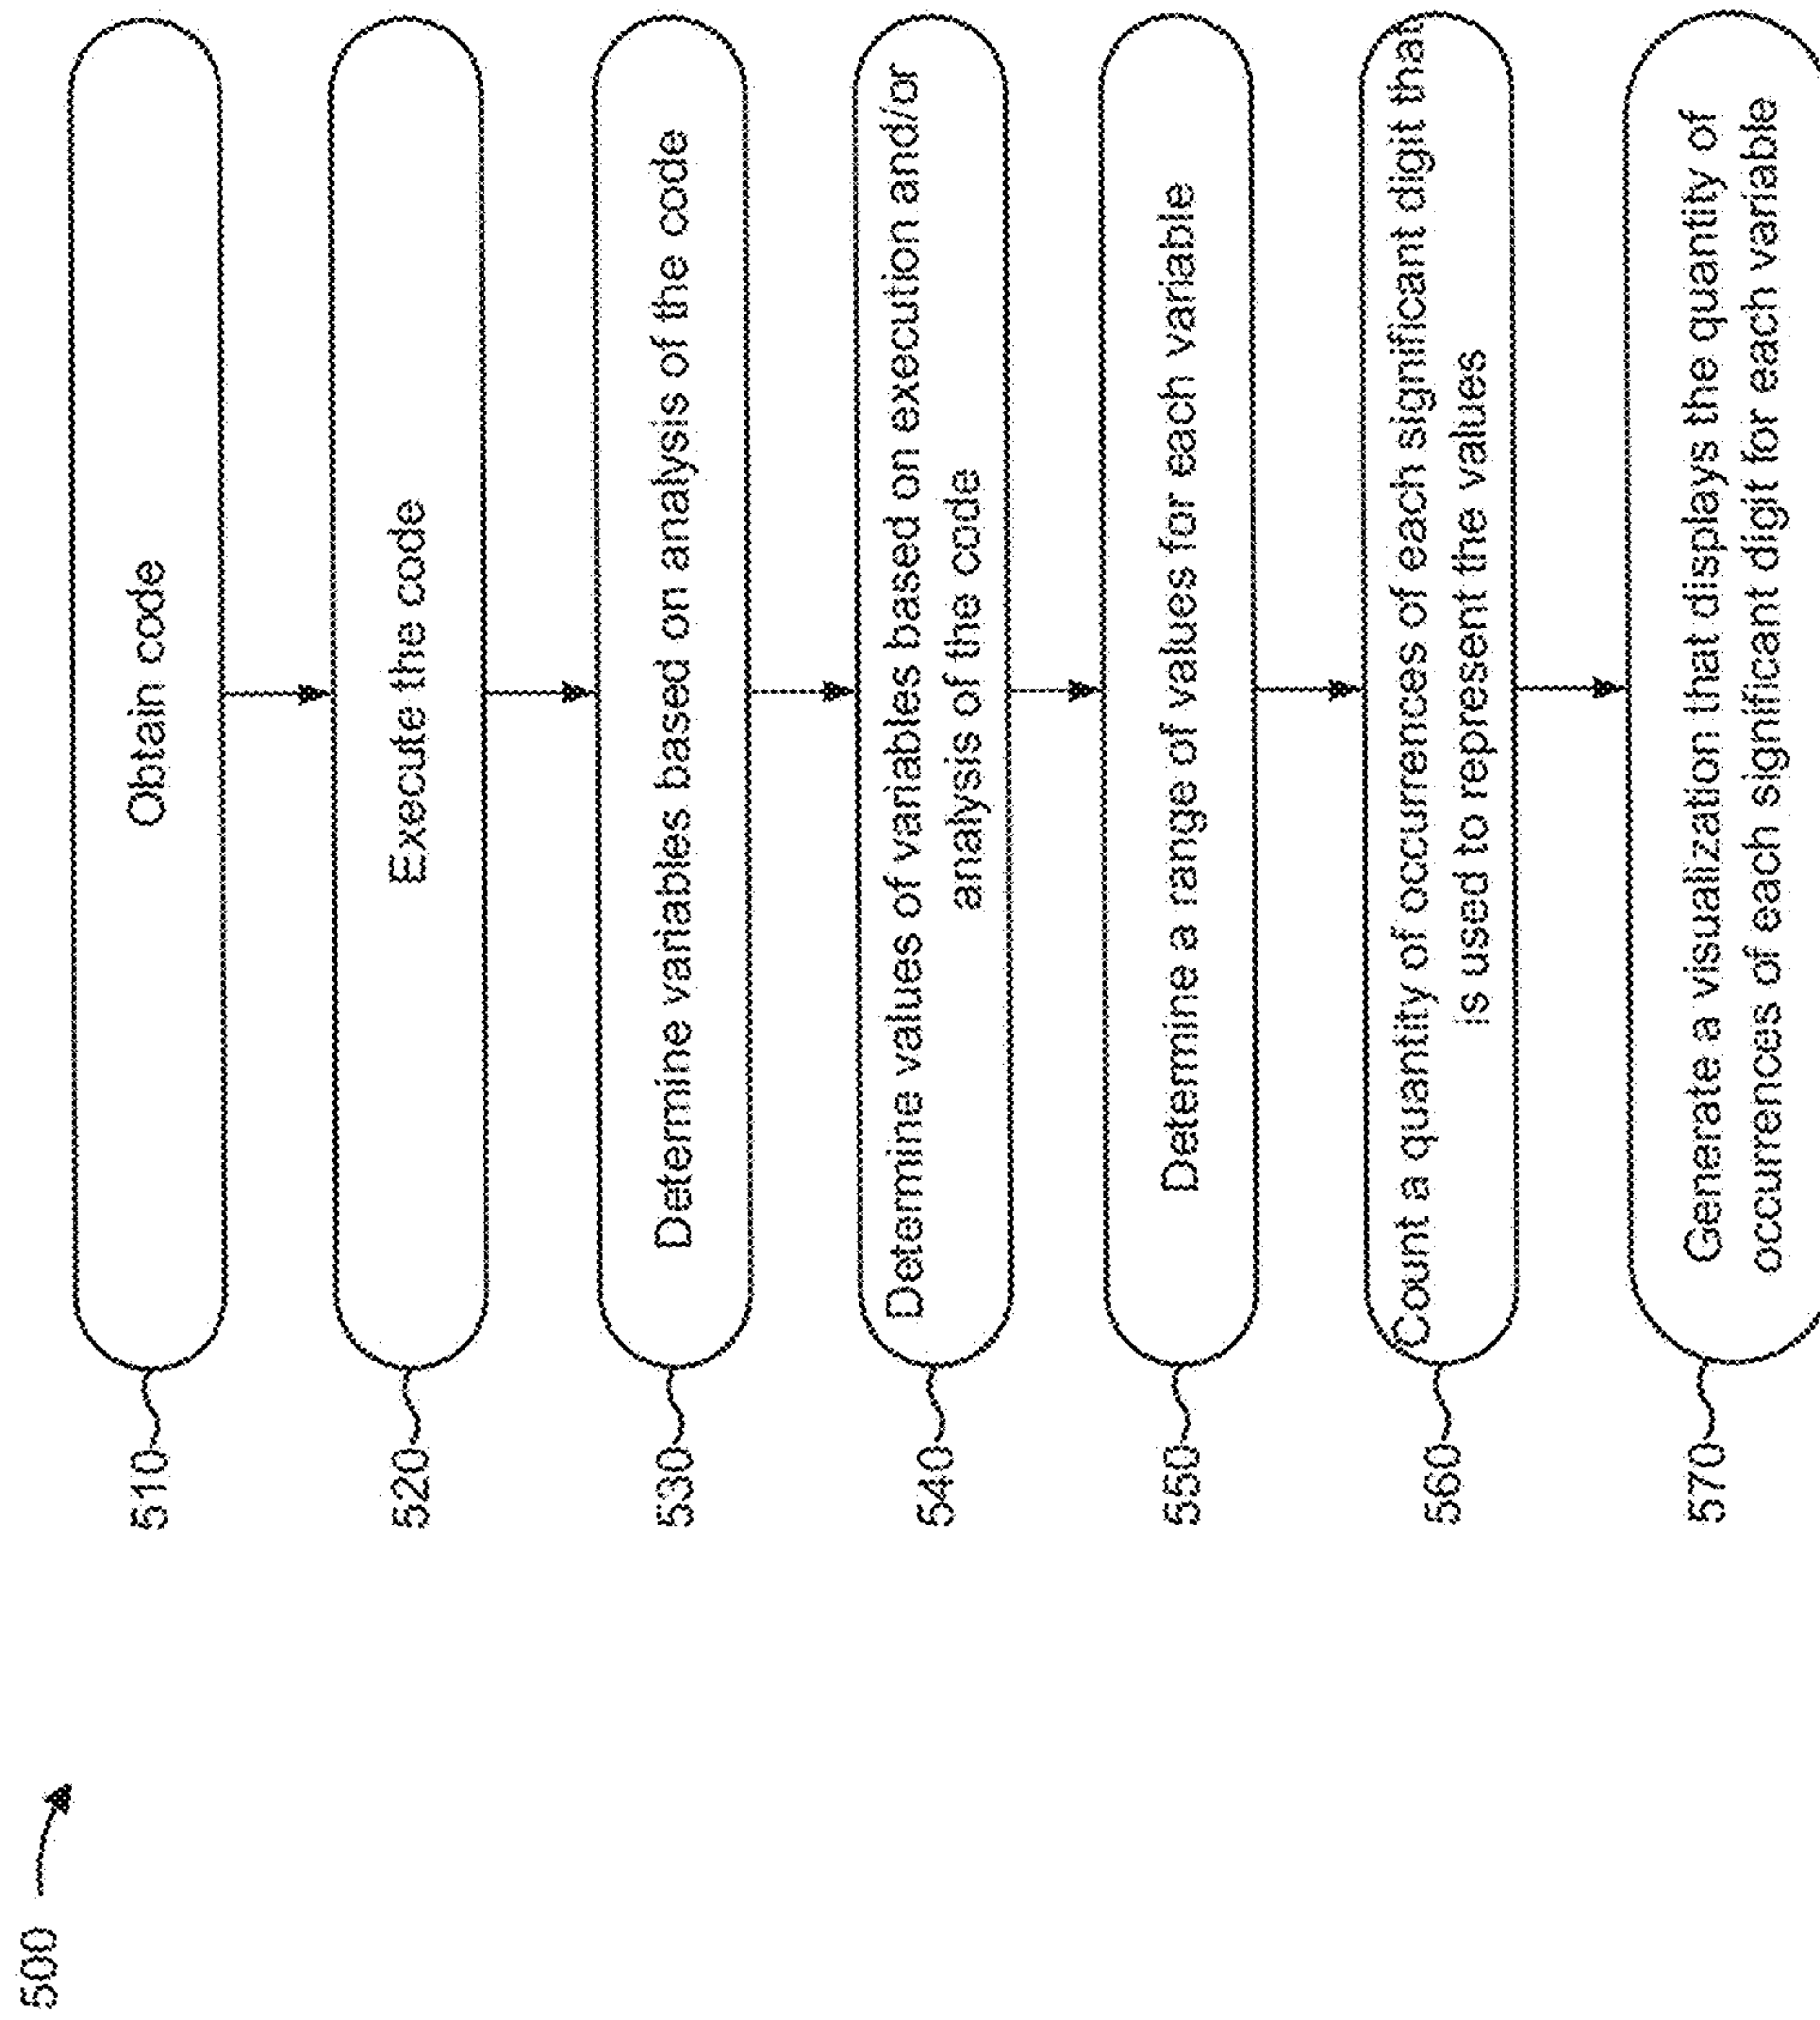 500
510
Obtain code
520
Execute the code
530
Determine variables based on analysis of the code
540
Determine values of variables based on execution and/or
analysis of the code
550
Determine a range of values for each variable
560
Count a quantity of occurrences of each significant digit that
is used to represent the values
570
Generate a visualization that displays the quantity of
occurrences of each significant digit for each variable